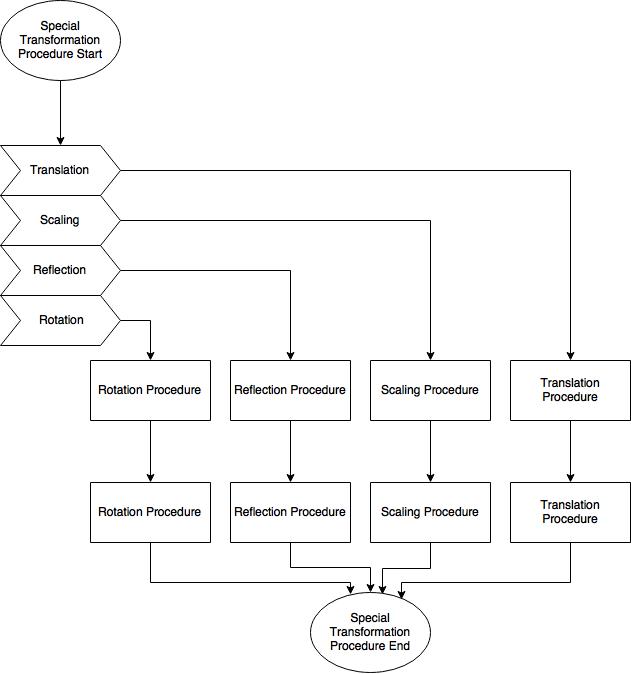 Special
Transformation
Procedure Start
Translation
Scaling
Reflection
Rotation
Rotation Procedure
Reflection Procedure
Scaling Procedure
Translation
Procedure
Rotation Procedure
Reflection Procedure
Scaling Procedure
Translation
Procedure
Special
Transformation
Procedure End